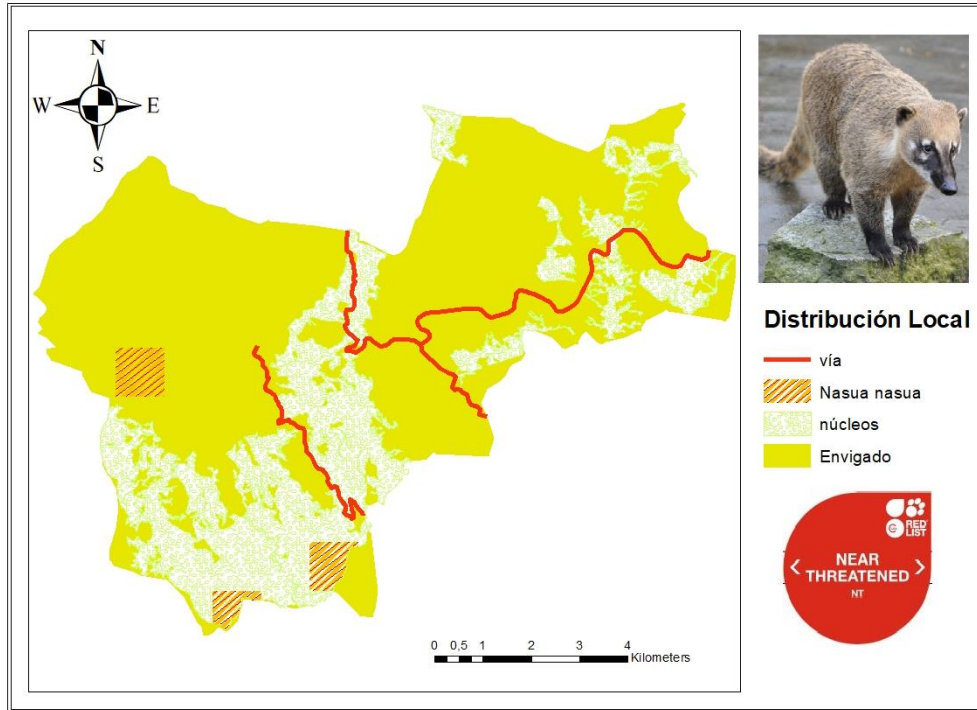 N
W E
S
Distribución Local
vía
Nasua nasua
núcleos
Envigado
RED
LIST
NEAR
THREATENED
NT
0 0,5 1 2 3 4
Kilometers